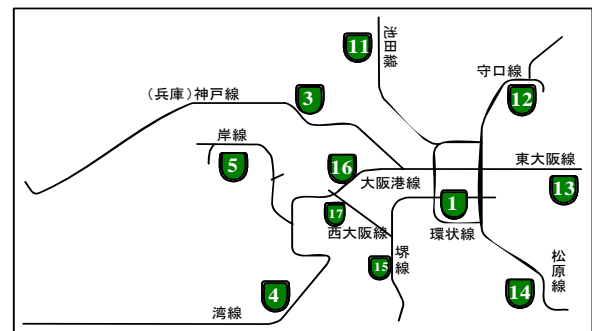 11
池田線
守口線
12
(兵庫)神戸線
3
岸線
5
16
大阪港線
東大阪線
13
1
17
西大阪線
環状線
15
堺線
松原線
14
4
湾線